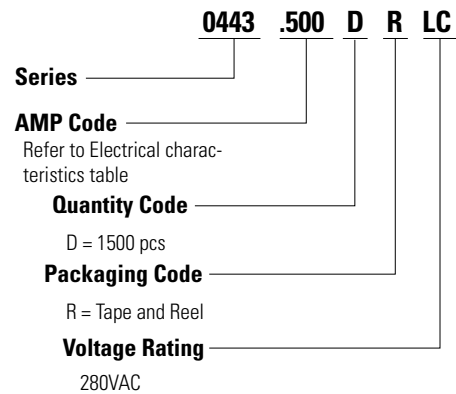 0443 .500 D R LC
Series
AMP Code
Refer to Electrical charac-
teristics table
Quantity Code
D = 1500 pcs
Packaging Code
R = Tape and Reel
Voltage Rating
280VAC